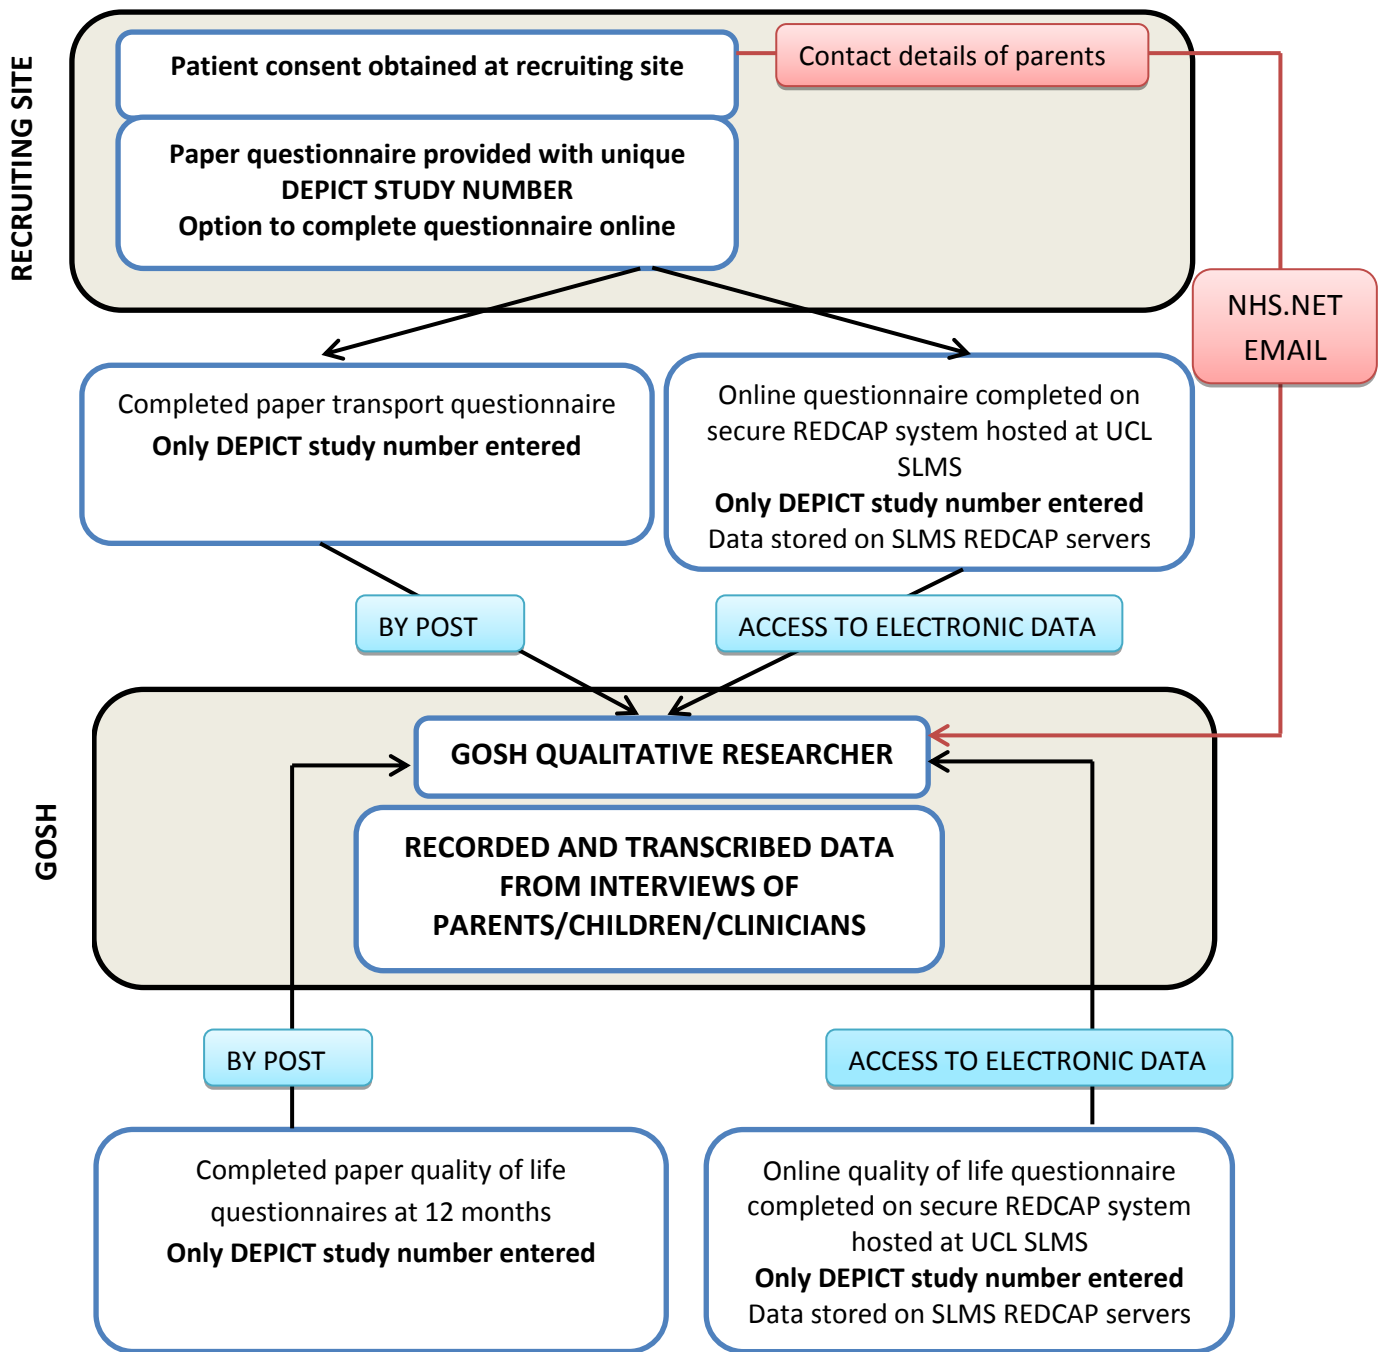 RECRUITING SITE
Patient consent obtained at recruiting site
Contact details of parents
Paper questionnaire provided with unique
DEPICT STUDY NUMBER
Option to complete questionnaire online
NHS.NET
EMAIL
Completed paper transport questionnaire
Only DEPICT study number entered
Online questionnaire completed on
secure REDCAP system hosted at UCL
SLMS
Only DEPICT study number entered
Data stored on SLMS REDCAP servers
BY POST
ACCESS TO ELECTRONIC DATA
GOSH
GOSH QUALITATIVE RESEARCHER
RECORDED AND TRANSCRIBED DATA
FROM INTERVIEWS OF
PARENTS/CHILDREN/CLINICIANS
BY POST
ACCESS TO ELECTRONIC DATA
Completed paper quality of life
questionnaires at 12 months
Only DEPICT study number entered
Online quality of life questionnaire
completed on secure REDCAP system
hosted at UCL SLMS
Only DEPICT study number entered
Data stored on SLMS REDCAP servers